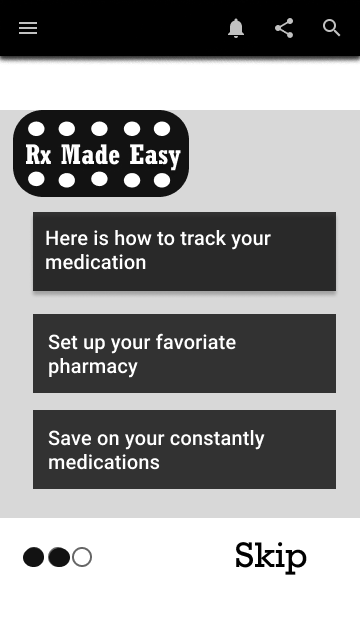 Rx Made Easy
Here is how to track your
medication
Set up your favoriate
pharmacy
Save on your constantly
medications
Skip